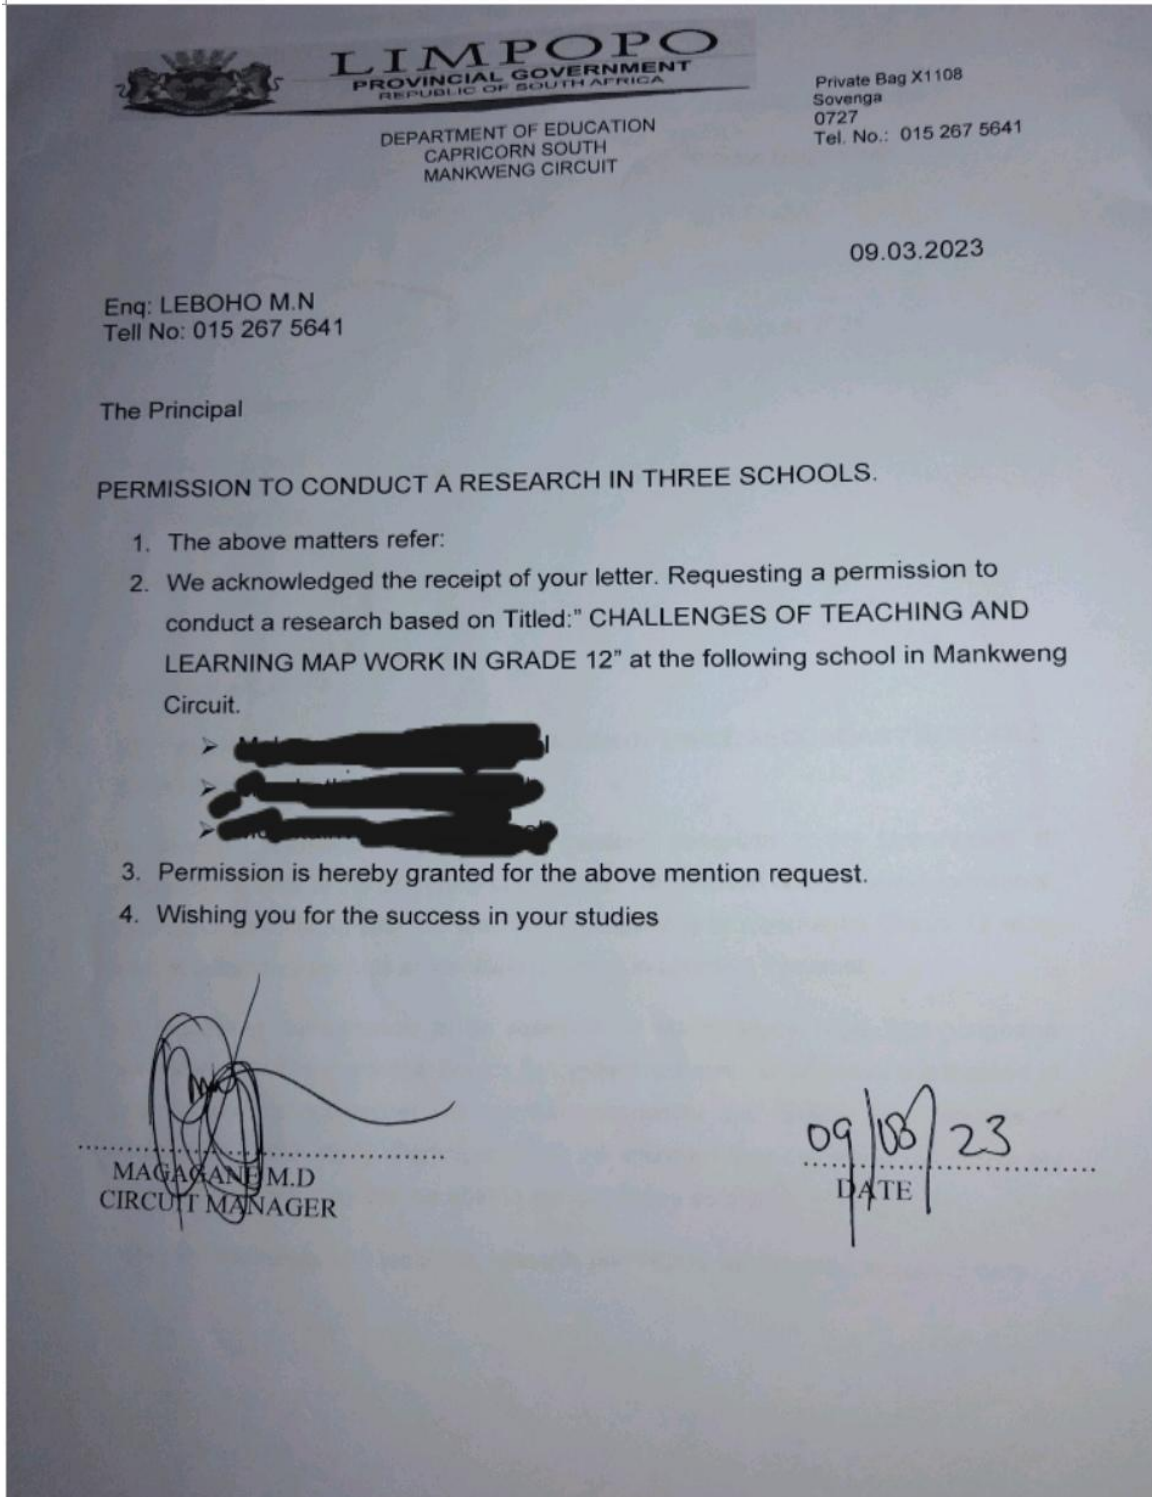 LIMPOPO
PROVINCIAL GOVERNMENT
REPUBLIC OF SOUTH AFRICA
DEPARTMENT OF EDUCATION
CAPRICORN SOUTH
MANKWENG CIRCUIT
Private Bag X1108
Sovenga
0727
Tel. No.: 015 267 5641
09.03.2023
Enq: LEBOHO M.N
Tell No: 015 267 5641
The Principal
PERMISSION TO CONDUCT A RESEARCH IN THREE SCHOOLS.
1. The above matters refer:
2. We acknowledged the receipt of your letter. Requesting a permission to
conduct a research based on Titled:” CHALLENGES OF TEACHING AND
LEARNING MAP WORK IN GRADE 12” at the following school in Mankweng
Circuit.
3. Permission is hereby granted for the above mention request.
4. Wishing you for the success in your studies
MAGAGANE M.D
CIRCUIT MANAGER
09/03/23
DATE